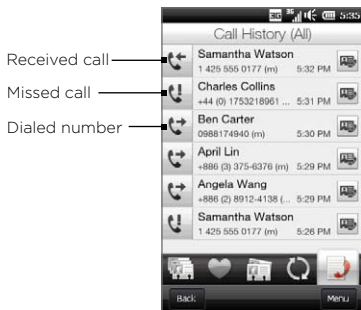 5:35
Call History (All)
Received call
Samantha Watson
1 425 555 0177 (m) 5:32 PM
Missed call
Charles Collins
+44 (0) 1753218961 ... 5:31 PM
Dialed number
Ben Carter
0988174940 (m) 5:30 PM
April Lin
+886 (3) 375-6376 (m) 5:29 PM
Angela Wang
+886 (2) 8912-4138 (... 5:29 PM
Samantha Watson
1 425 555 0177 (m) 5:26 PM
Back Menu